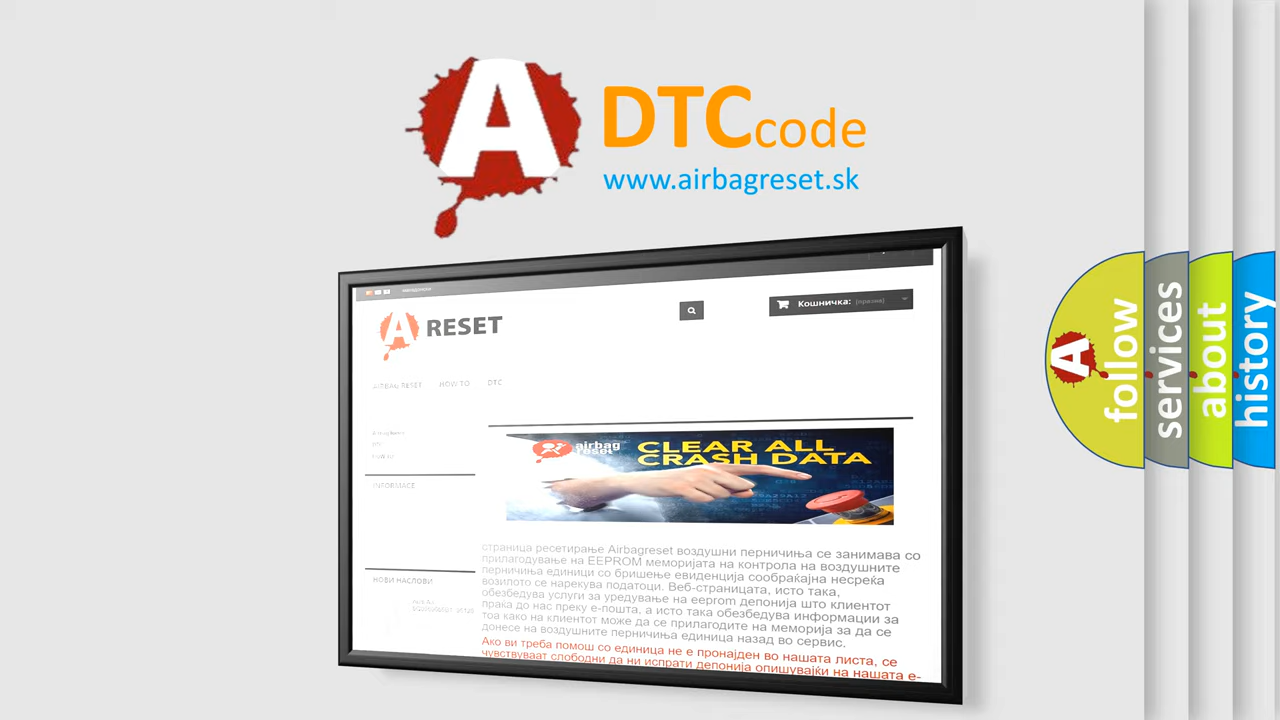 A
DTCcode
www.airbagreset.sk
Кошничка: (празна)
A RESET
AIRBAG RESET HOW TO DTC
INFORMACE
airbag
reset
CLEAR ALL
CRASH DATA
НОВИ НАСЛОВИ
страница ресетирање Airbagreset воздушни перничиња се занимава со
прилагодување на EEPROM меморијата на контрола на воздушните
перничиња единици со бришење евиденција сообраќајна несреќа
возилото се нарекува податоци. Веб-страницата, исто така,
обезбедува услуги за уредување на eeprom депонија што клиентот
праќа до нас преку е-пошта, а исто така обезбедува информации за
тоа како на клиентот може да се прилагодите на меморија за да се
донесе на воздушните перничиња единица назад во сервис.
Ако ви треба помош со единица не е пронајден во нашата листа, се
чувствуваат слободни да ни испрати депонија опишувајќи на нашата е-
A
follow
services
about
history